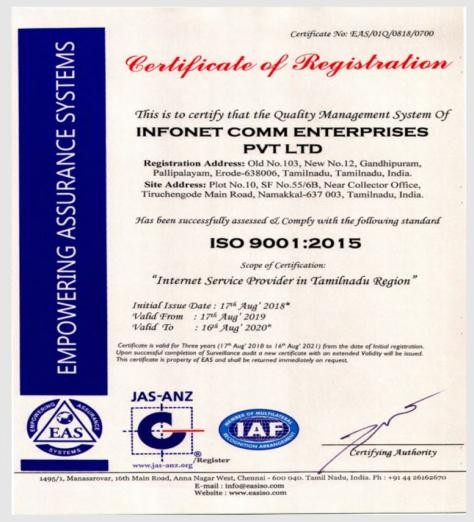 Certificate No: EAS/01Q/0818/0700
Certificate of Registration
EMPOWERING ASSURANCE SYSTEMS
This is to certify that the Quality Management System Of
INFONET COMM ENTERPRISES
PVT LTD
Registration Address: Old No.103, New No.12, Gandhipuram,
Pallipalayam, Erode-638006, Tamilnadu, Tamilnadu, India.
Site Address: Plot No.10, SF No.55/6B, Near Collector Office,
Tiruchengode Main Road, Namakkal-637 003, Tamilnadu, India.
Has been successfully assessed & Comply with the following standard
ISO 9001:2015
Scope of Certification:
"Internet Service Provider in Tamilnadu Region"
Initial Issue Date : 17th Aug' 2018*
Valid From : 17th Aug' 2019
Valid To : 16th Aug' 2020*
Certificate is valid for Three years (17th Aug' 2018 to 16th Aug' 2021) from the date of Initial registration.
Upon successful completion of Surveillance audit a new certificate with an extended Validity will be issued.
This certificate is property of EAS and shall be returned immediately on request.
EMPOWERING ASSURANCE
EAS
SYSTEMS
JAS-ANZ
C
®
www.jas-anz.org/Register
MEMBER OF MULTILATERAL
IAF
RECOGNITION ARRANGEMENT
Certifying Authority
1495/1, Manasarovar, 16th Main Road, Anna Nagar West, Chennai - 600 040. Tamil Nadu, India. Ph : +91 44 26162670
E-mail : info@easiso.com
Website : www.easiso.com